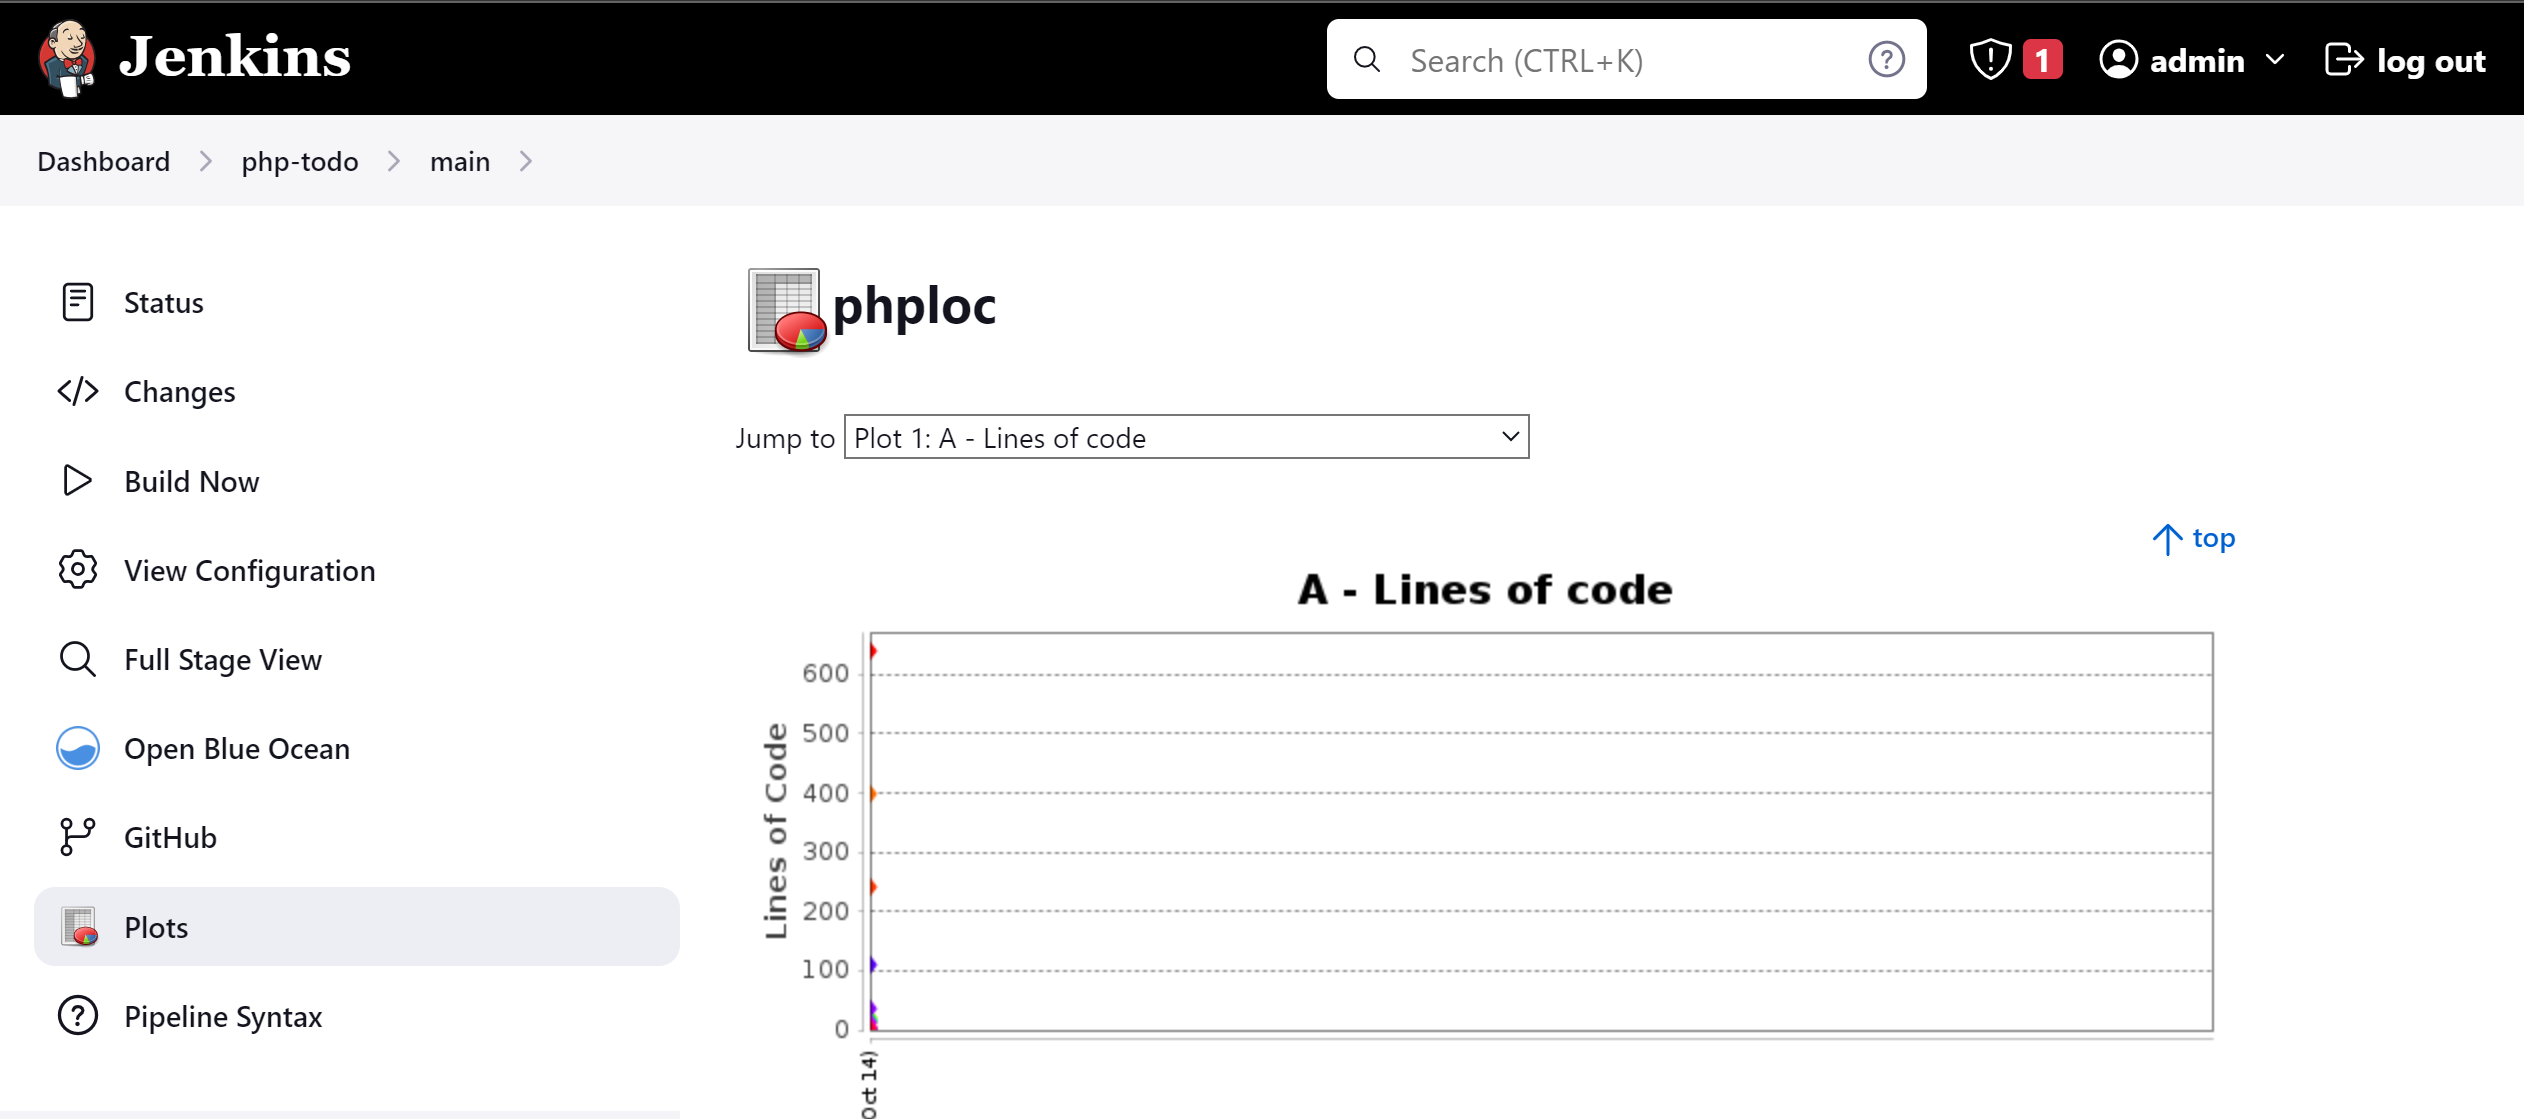 Jenkins
Search (CTRL+K)
1
admin
log out
Dashboard
php-todo
main
Status
Changes
Build Now
View Configuration
Full Stage View
Open Blue Ocean
GitHub
Plots
Pipeline Syntax
phploc
Jump to Plot 1: A - Lines of code
top
A - Lines of code
Lines of Code
600
500
400
300
200
100
0
Oct 14)